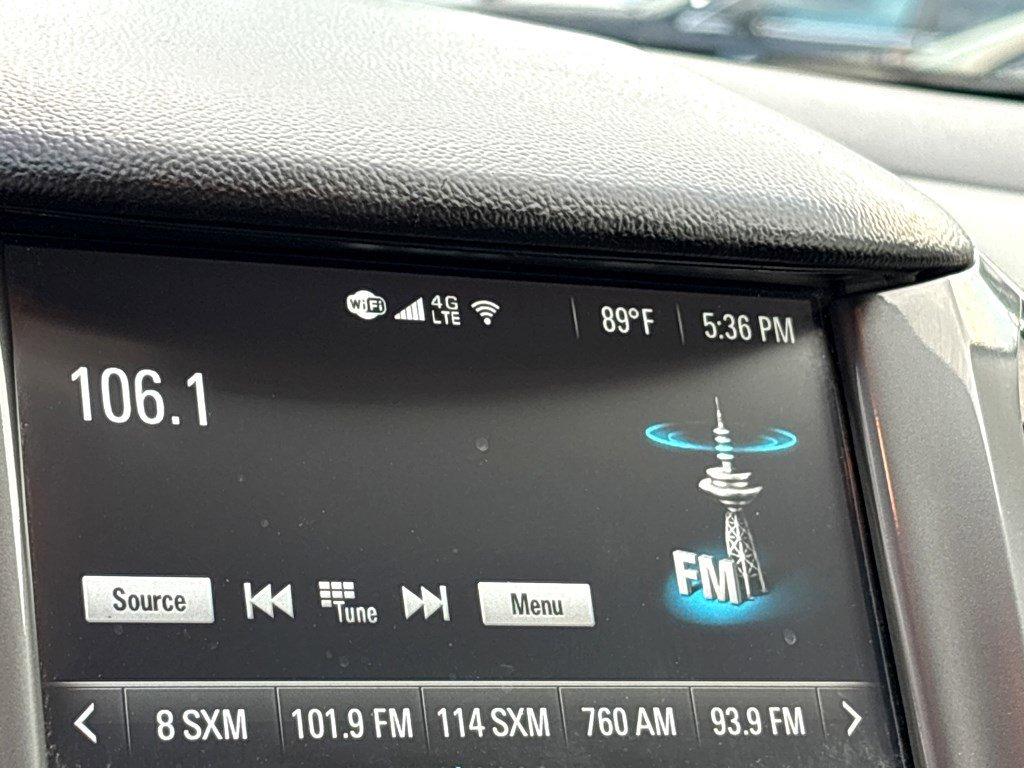 WiFi 4G LTE 89°F 5:36 PM
106.1
FM
Source Tune Menu
< 8 SXM 101.9 FM 114 SXM 760 AM 93.9 FM >